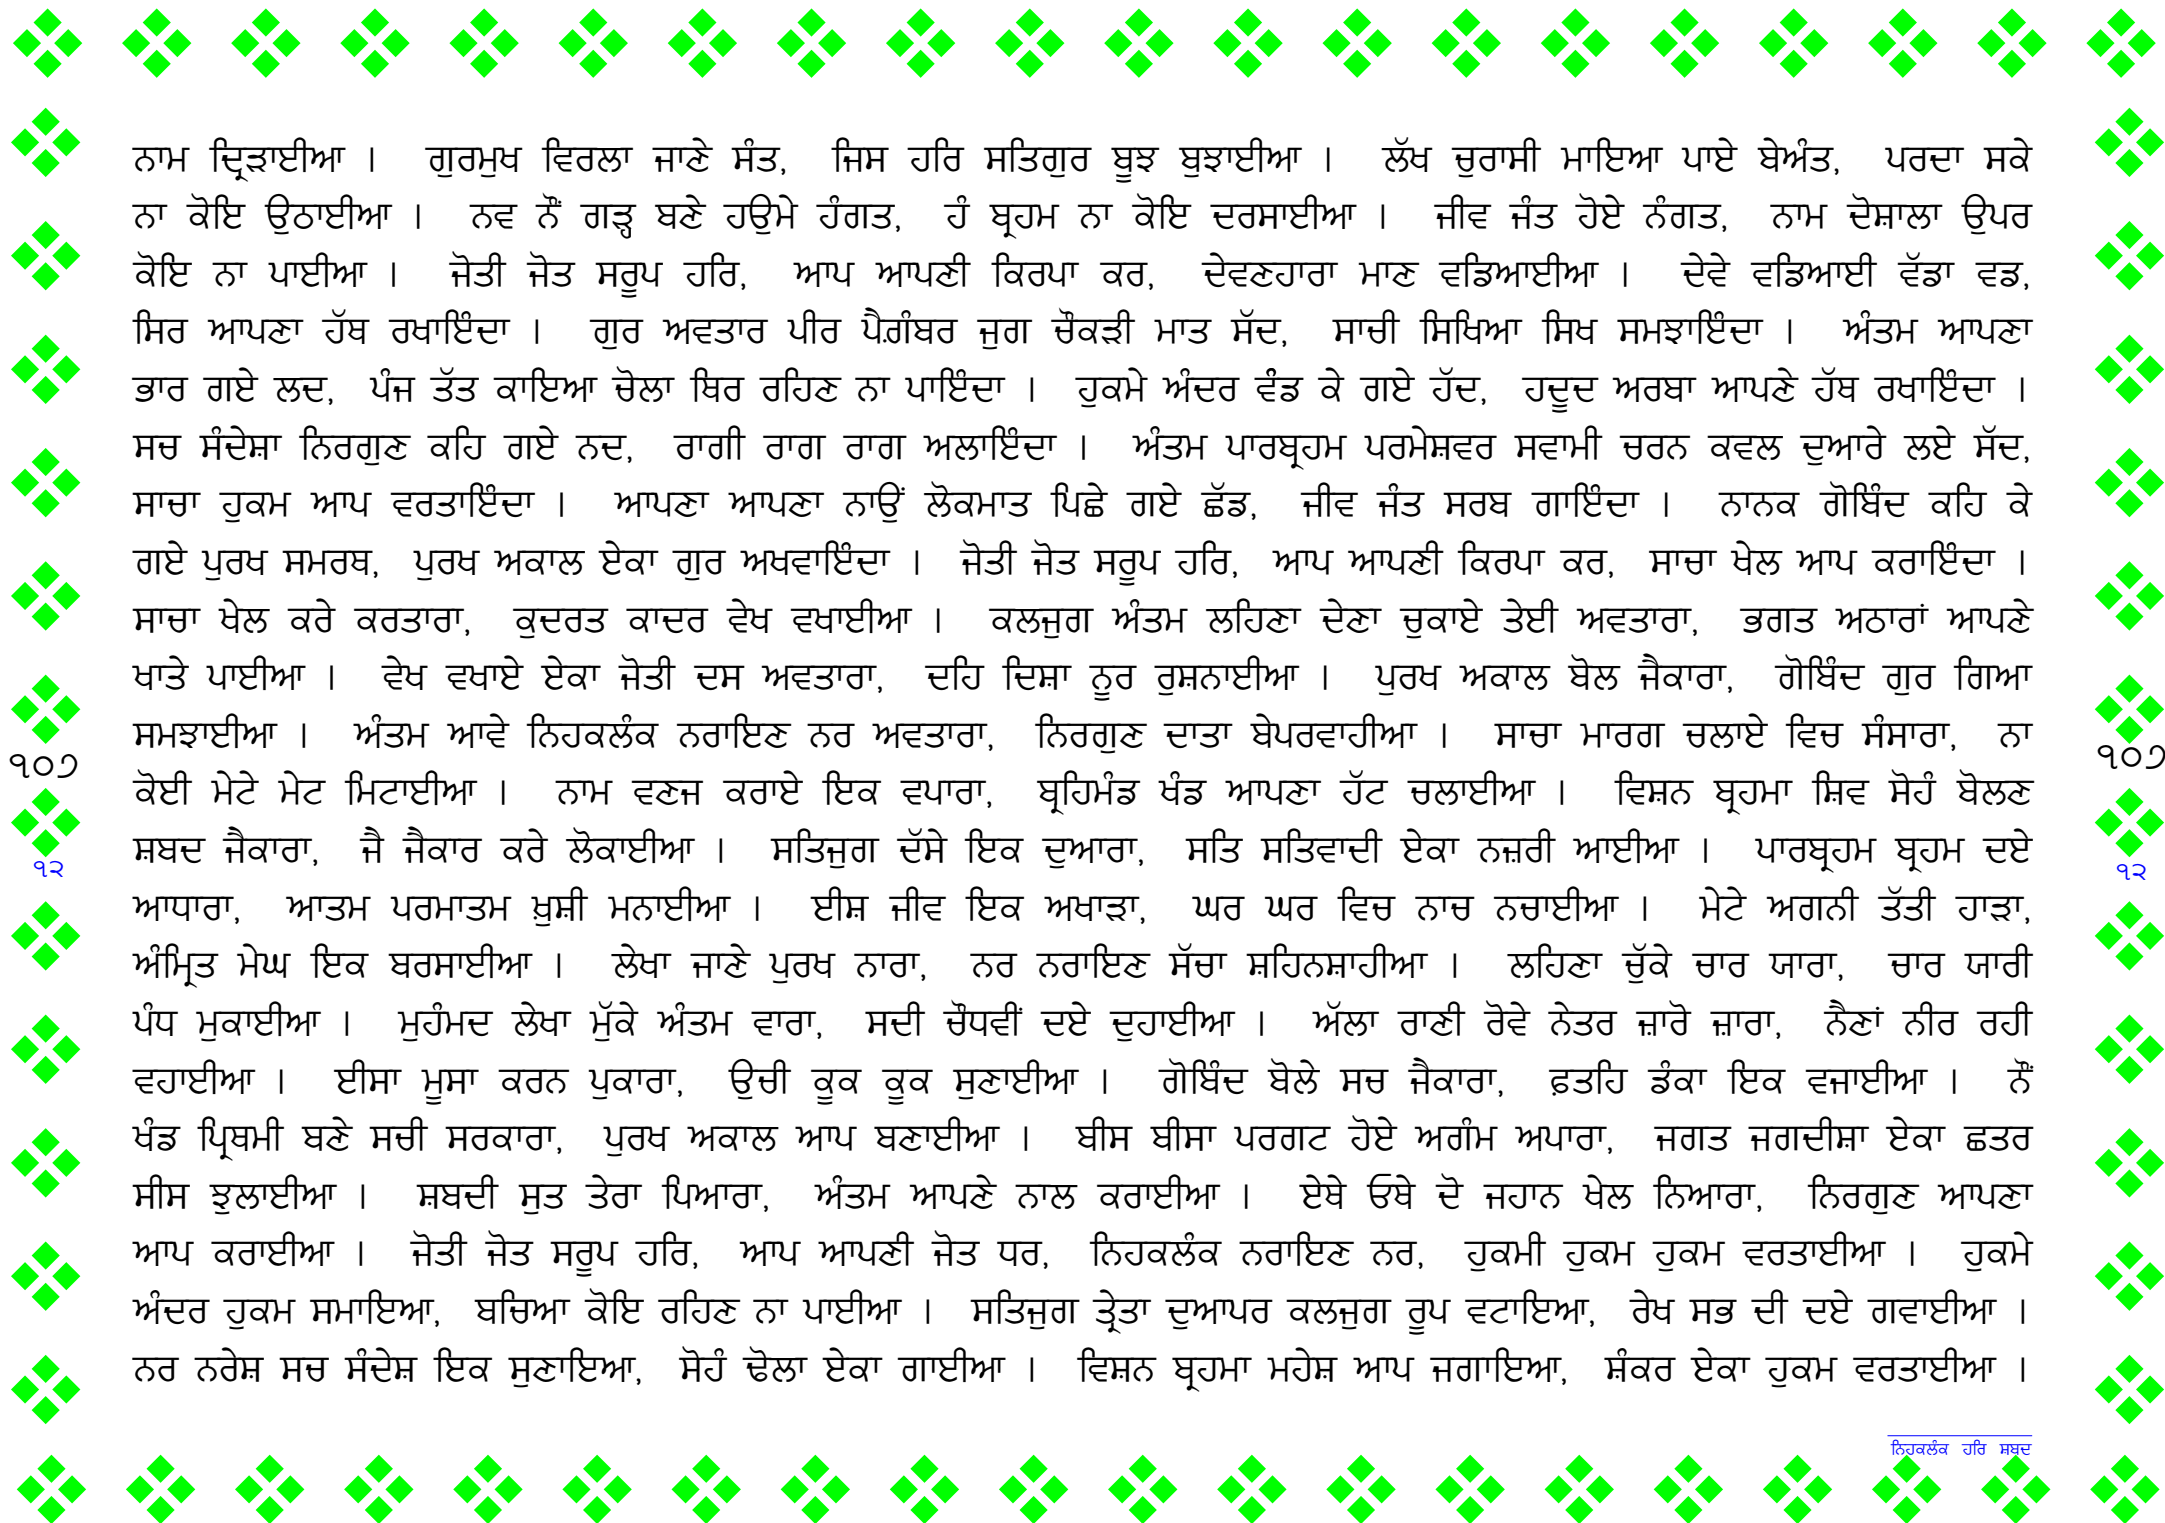 ਨਾਮ ਦ੍ਰਿੜਾਈਆ । ਗੁਰਮੁਖ ਵਿਰਲਾ ਜਾਣੇ ਸੰਤ, ਜਿਸ ਹਰਿ ਸਤਿਗੁਰ ਬੂਝ ਬੁਝਾਈਆ । ਲੱਖ ਚੁਰਾਸੀ ਮਾਇਆ ਪਾਏ ਬੇਅੰਤ, ਪਰਦਾ ਸਕੇ
ਨਾ ਕੋਇ ਉਠਾਈਆ । ਨਵ ਨੌਂ ਗੜ੍ਹ ਬਣੇ ਹਉਮੇ ਹੰਗਤ, ਹੰ ਬ੍ਰਹਮ ਨਾ ਕੋਇ ਦਰਸਾਈਆ । ਜੀਵ ਜੰਤ ਹੋਏ ਨੰਗਤ, ਨਾਮ ਦੋਸ਼ਾਲਾ ਉਪਰ
ਕੋਇ ਨਾ ਪਾਈਆ । ਜੋਤੀ ਜੋਤ ਸਰੂਪ ਹਰਿ, ਆਪ ਆਪਣੀ ਕਿਰਪਾ ਕਰ, ਦੇਵਣਹਾਰਾ ਮਾਣ ਵਡਿਆਈਆ । ਦੇਵੇ ਵਡਿਆਈ ਵੱਡਾ ਵਡ,
ਸਿਰ ਆਪਣਾ ਹੱਥ ਰਖਾਇੰਦਾ । ਗੁਰ ਅਵਤਾਰ ਪੀਰ ਪੈਗ਼ੰਬਰ ਜੁਗ ਚੌਕੜੀ ਮਾਤ ਸੱਦ, ਸਾਚੀ ਸਿਖਿਆ ਸਿਖ ਸਮਝਾਇੰਦਾ । ਅੰਤਮ ਆਪਣਾ
ਭਾਰ ਗਏ ਲਦ, ਪੰਜ ਤੱਤ ਕਾਇਆ ਚੋਲਾ ਥਿਰ ਰਹਿਣ ਨਾ ਪਾਇੰਦਾ । ਹੁਕਮੇ ਅੰਦਰ ਵੰਡ ਕੇ ਗਏ ਹੱਦ, ਹਦੂਦ ਅਰਬਾ ਆਪਣੇ ਹੱਥ ਰਖਾਇੰਦਾ ।
ਸਚ ਸੰਦੇਸ਼ਾ ਨਿਰਗੁਣ ਕਹਿ ਗਏ ਨਦ, ਰਾਗੀ ਰਾਗ ਰਾਗ ਅਲਾਇੰਦਾ । ਅੰਤਮ ਪਾਰਬ੍ਰਹਮ ਪਰਮੇਸ਼ਵਰ ਸਵਾਮੀ ਚਰਨ ਕਵਲ ਦੁਆਰੇ ਲਏ ਸੱਦ,
ਸਾਚਾ ਹੁਕਮ ਆਪ ਵਰਤਾਇੰਦਾ । ਆਪਣਾ ਆਪਣਾ ਨਾਉਂ ਲੋਕਮਾਤ ਪਿਛੇ ਗਏ ਛੱਡ, ਜੀਵ ਜੰਤ ਸਰਬ ਗਾਇੰਦਾ । ਨਾਨਕ ਗੋਬਿੰਦ ਕਹਿ ਕੇ
ਗਏ ਪੁਰਖ ਸਮਰਥ, ਪੁਰਖ ਅਕਾਲ ਏਕਾ ਗੁਰ ਅਖਵਾਇੰਦਾ । ਜੋਤੀ ਜੋਤ ਸਰੂਪ ਹਰਿ, ਆਪ ਆਪਣੀ ਕਿਰਪਾ ਕਰ, ਸਾਚਾ ਖੇਲ ਆਪ ਕਰਾਇੰਦਾ ।
ਸਾਚਾ ਖੇਲ ਕਰੇ ਕਰਤਾਰਾ, ਕੁਦਰਤ ਕਾਦਰ ਵੇਖ ਵਖਾਈਆ । ਕਲਜੁਗ ਅੰਤਮ ਲਹਿਣਾ ਦੇਣਾ ਚੁਕਾਏ ਤੇਈ ਅਵਤਾਰਾ, ਭਗਤ ਅਠਾਰਾਂ ਆਪਣੇ
ਖਾਤੇ ਪਾਈਆ । ਵੇਖ ਵਖਾਏ ਏਕਾ ਜੋਤੀ ਦਸ ਅਵਤਾਰਾ, ਦਹਿ ਦਿਸ਼ਾ ਨੂਰ ਰੁਸ਼ਨਾਈਆ । ਪੁਰਖ ਅਕਾਲ ਬੋਲ ਜੈਕਾਰਾ, ਗੋਬਿੰਦ ਗੁਰ ਗਿਆ
ਸਮਝਾਈਆ । ਅੰਤਮ ਆਵੇ ਨਿਹਕਲੰਕ ਨਰਾਇਣ ਨਰ ਅਵਤਾਰਾ, ਨਿਰਗੁਣ ਦਾਤਾ ਬੇਪਰਵਾਹੀਆ । ਸਾਚਾ ਮਾਰਗ ਚਲਾਏ ਵਿਚ ਸੰਸਾਰਾ, ਨਾ
੧੦੭ ੧੦੭
ਕੋਈ ਮੇਟੇ ਮੇਟ ਮਿਟਾਈਆ । ਨਾਮ ਵਣਜ ਕਰਾਏ ਇਕ ਵਪਾਰਾ, ਬ੍ਰਹਿਮੰਡ ਖੰਡ ਆਪਣਾ ਹੱਟ ਚਲਾਈਆ । ਵਿਸ਼ਨ ਬ੍ਰਹਮਾ ਸ਼ਿਵ ਸੋਹੰ ਬੋਲਣ
ਸ਼ਬਦ ਜੈਕਾਰਾ, ਜੈ ਜੈਕਾਰ ਕਰੇ ਲੋਕਾਈਆ । ਸਤਿਜੁਗ ਦੱਸੇ ਇਕ ਦੁਆਰਾ, ਸਤਿ ਸਤਿਵਾਦੀ ਏਕਾ ਨਜ਼ਰੀ ਆਈਆ । ਪਾਰਬ੍ਰਹਮ ਬ੍ਰਹਮ ਦਏ
੧੨ ੧੨
ਆਧਾਰਾ, ਆਤਮ ਪਰਮਾਤਮ ਖ਼ੁਸ਼ੀ ਮਨਾਈਆ । ਈਸ਼ ਜੀਵ ਇਕ ਅਖਾੜਾ, ਘਰ ਘਰ ਵਿਚ ਨਾਚ ਨਚਾਈਆ । ਮੇਟੇ ਅਗਨੀ ਤੱਤੀ ਹਾੜਾ,
ਅੰਮ੍ਰਿਤ ਮੇਘ ਇਕ ਬਰਸਾਈਆ । ਲੇਖਾ ਜਾਣੇ ਪੁਰਖ ਨਾਰਾ, ਨਰ ਨਰਾਇਣ ਸੱਚਾ ਸ਼ਹਿਨਸ਼ਾਹੀਆ । ਲਹਿਣਾ ਚੁੱਕੇ ਚਾਰ ਯਾਰਾ, ਚਾਰ ਯਾਰੀ
ਪੰਧ ਮੁਕਾਈਆ । ਮੁਹੰਮਦ ਲੇਖਾ ਮੁੱਕੇ ਅੰਤਮ ਵਾਰਾ, ਸਦੀ ਚੌਧਵੀਂ ਦਏ ਦੁਹਾਈਆ । ਅੱਲਾ ਰਾਣੀ ਰੋਵੇ ਨੇਤਰ ਜ਼ਾਰੋ ਜ਼ਾਰਾ, ਨੈਣਾਂ ਨੀਰ ਰਹੀ
ਵਹਾਈਆ । ਈਸਾ ਮੂਸਾ ਕਰਨ ਪੁਕਾਰਾ, ਉਚੀ ਕੂਕ ਕੂਕ ਸੁਣਾਈਆ । ਗੋਬਿੰਦ ਬੋਲੇ ਸਚ ਜੈਕਾਰਾ, ਫ਼ਤਹਿ ਡੰਕਾ ਇਕ ਵਜਾਈਆ । ਨੌਂ
ਖੰਡ ਪ੍ਰਿਥਮੀ ਬਣੇ ਸਚੀ ਸਰਕਾਰਾ, ਪੁਰਖ ਅਕਾਲ ਆਪ ਬਣਾਈਆ । ਬੀਸ ਬੀਸਾ ਪਰਗਟ ਹੋਏ ਅਗੰਮ ਅਪਾਰਾ, ਜਗਤ ਜਗਦੀਸ਼ਾ ਏਕਾ ਛਤਰ
ਸੀਸ ਝੁਲਾਈਆ । ਸ਼ਬਦੀ ਸੁਤ ਤੇਰਾ ਪਿਆਰਾ, ਅੰਤਮ ਆਪਣੇ ਨਾਲ ਕਰਾਈਆ । ਏਥੇ ਓਥੇ ਦੋ ਜਹਾਨ ਖੇਲ ਨਿਆਰਾ, ਨਿਰਗੁਣ ਆਪਣਾ
ਆਪ ਕਰਾਈਆ । ਜੋਤੀ ਜੋਤ ਸਰੂਪ ਹਰਿ, ਆਪ ਆਪਣੀ ਜੋਤ ਧਰ, ਨਿਹਕਲੰਕ ਨਰਾਇਣ ਨਰ, ਹੁਕਮੀ ਹੁਕਮ ਹੁਕਮ ਵਰਤਾਈਆ । ਹੁਕਮੇ
ਅੰਦਰ ਹੁਕਮ ਸਮਾਇਆ, ਬਚਿਆ ਕੋਇ ਰਹਿਣ ਨਾ ਪਾਈਆ । ਸਤਿਜੁਗ ਤ੍ਰੇਤਾ ਦੁਆਪਰ ਕਲਜੁਗ ਰੂਪ ਵਟਾਇਆ, ਰੇਖ ਸਭ ਦੀ ਦਏ ਗਵਾਈਆ ।
ਨਰ ਨਰੇਸ਼ ਸਚ ਸੰਦੇਸ਼ ਇਕ ਸੁਣਾਇਆ, ਸੋਹੰ ਢੋਲਾ ਏਕਾ ਗਾਈਆ । ਵਿਸ਼ਨ ਬ੍ਰਹਮਾ ਮਹੇਸ਼ ਆਪ ਜਗਾਇਆ, ਸ਼ੰਕਰ ਏਕਾ ਹੁਕਮ ਵਰਤਾਈਆ ।
ਨਿਹਕਲੰਕ ਹਰਿ ਸ਼ਬਦ